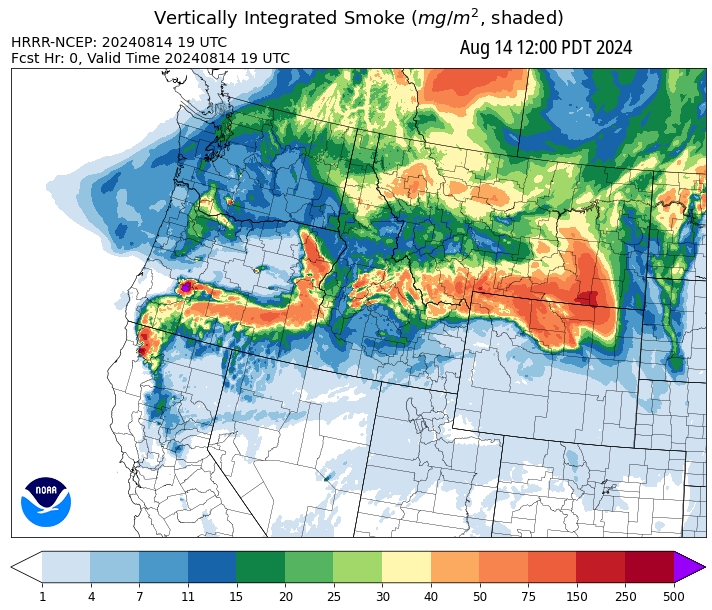 Vertically Integrated Smoke (mg/m², shaded)
HRRR-NCEP: 20240814 19 UTC
Aug 14 12:00 PDT 2024
Fcst Hr: 0, Valid Time 20240814 19 UTC
NOAA
1 4 7 11 15 20 25 30 40 50 75 150 250 500